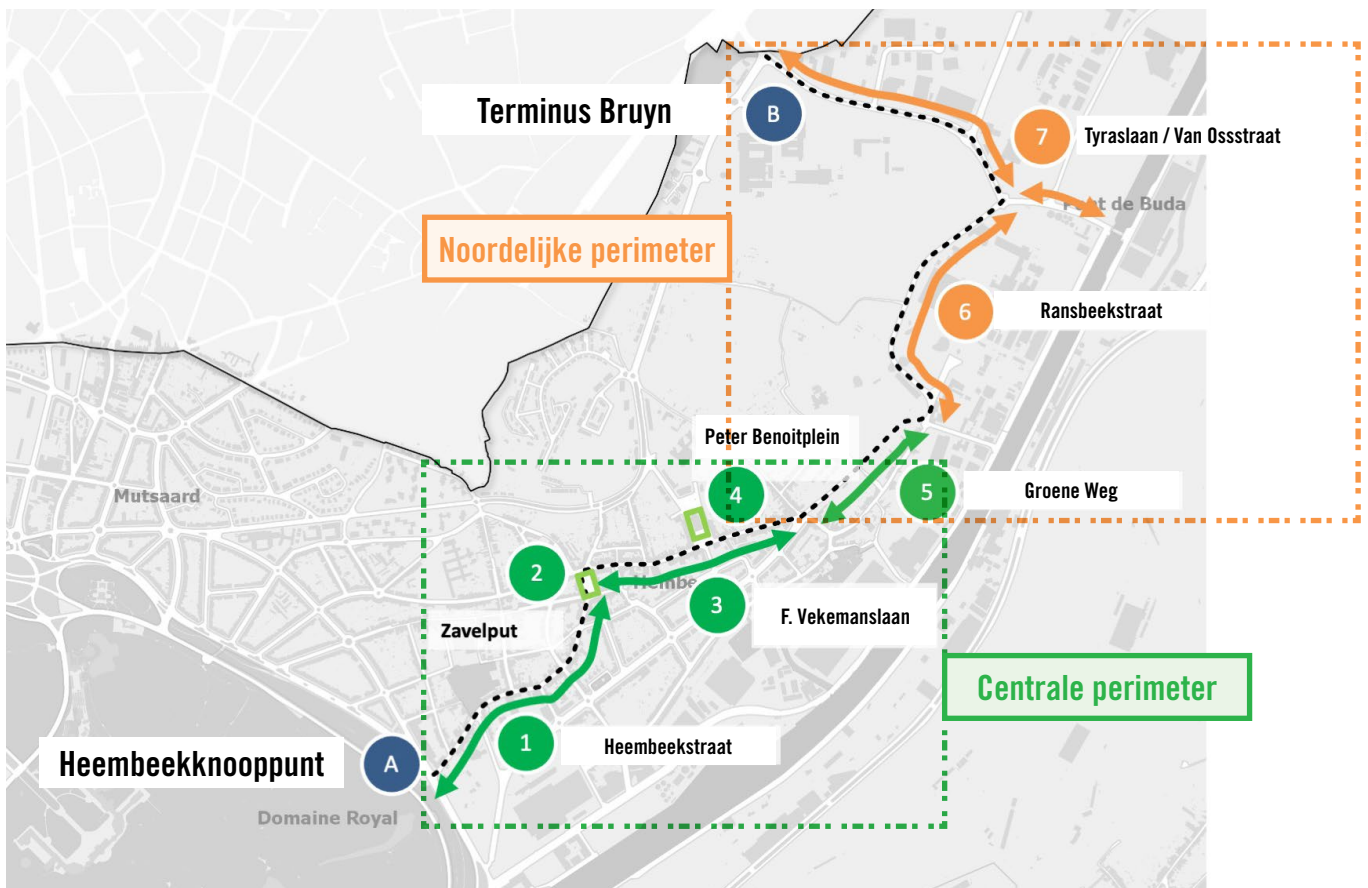 Terminus Bruyn
B
7
Tyraslaan / Van Ossstraat
Pont de Buda
Noordelijke perimeter
6
Ransbeekstraat
Peter Benoitplein
Mutsaard
4
5
Groene Weg
2
Hembe
3
F. Vekemanslaan
Zavelput
Centrale perimeter
1
Heembeekstraat
Heembeekknooppunt
A
Domaine Royal